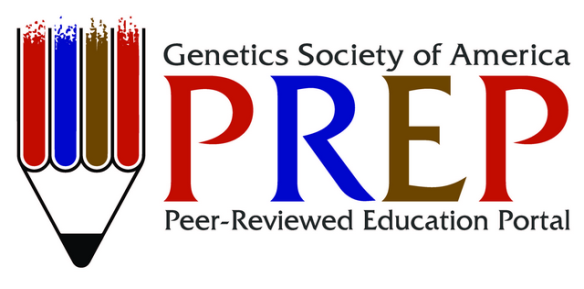 Genetics Society of America
PREP
Peer-Reviewed Education Portal